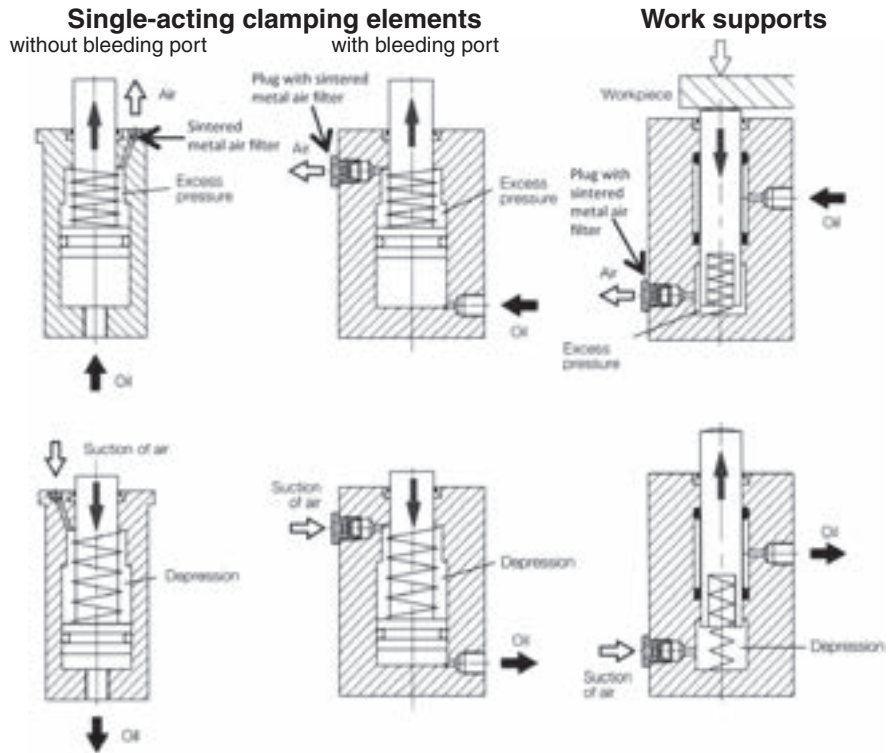 Single-acting clamping elements
Work supports
without bleeding port
with bleeding port
Air
Sintered
metal air filter
Excess
pressure
Oil
Plug with sintered
metal air filter
Air
Excess
pressure
Oil
Workpiece
Plug with
sintered
metal air
filter
Air
Oil
Excess
pressure
Suction of air
Depression
Oil
Suction
of air
Depression
Oil
Oil
Depression
Suction
of air